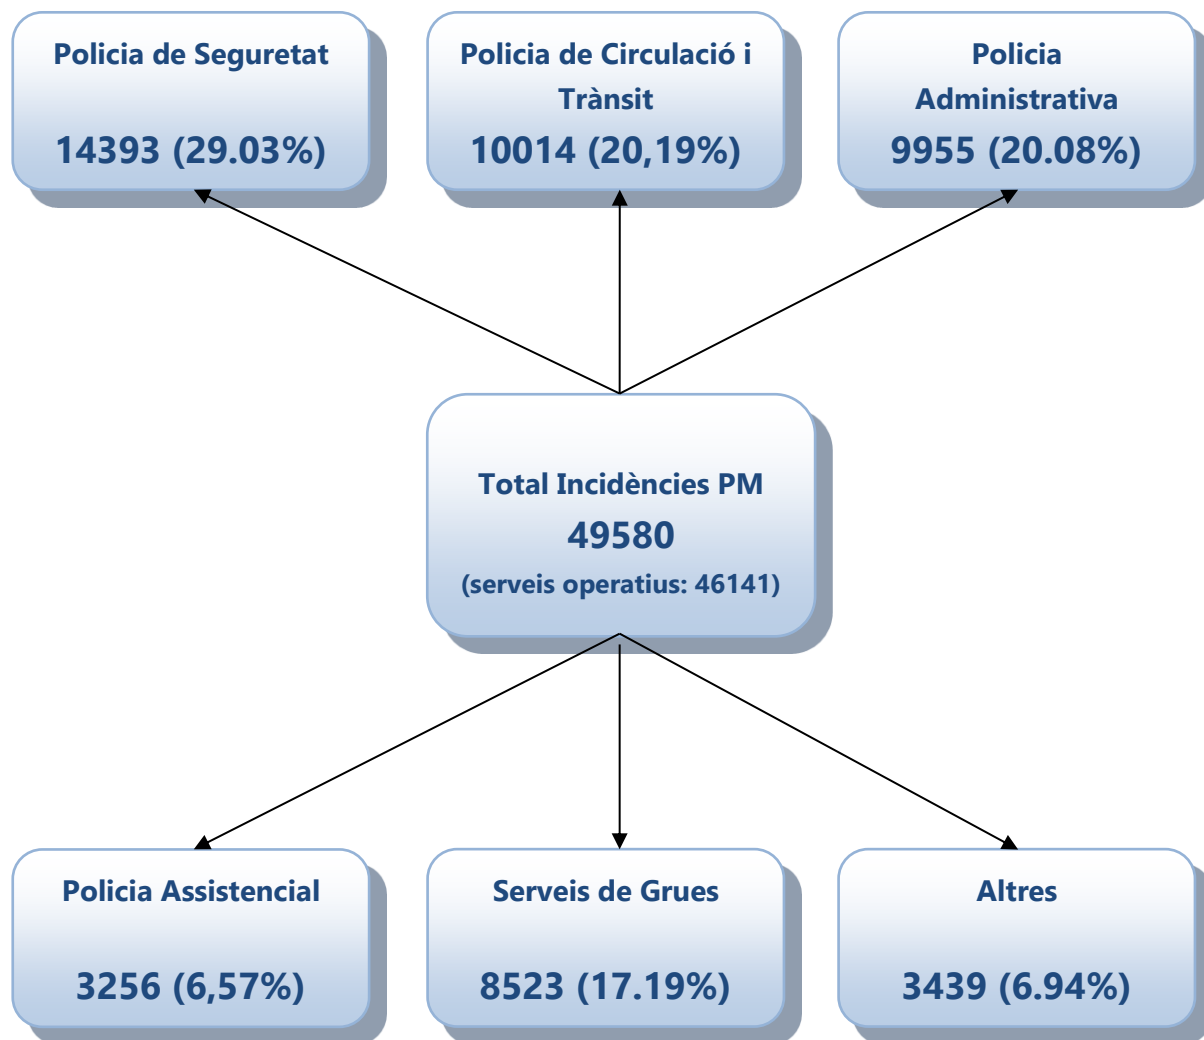 Policia de Seguretat
14393 (29.03%)
Policia de Circulació i
Trànsit
10014 (20,19%)
Policia
Administrativa
9955 (20.08%)
Total Incidències PM
49580
(serveis operatius: 46141)
Policia Assistencial
3256 (6,57%)
Serveis de Grues
8523 (17.19%)
Altres
3439 (6.94%)